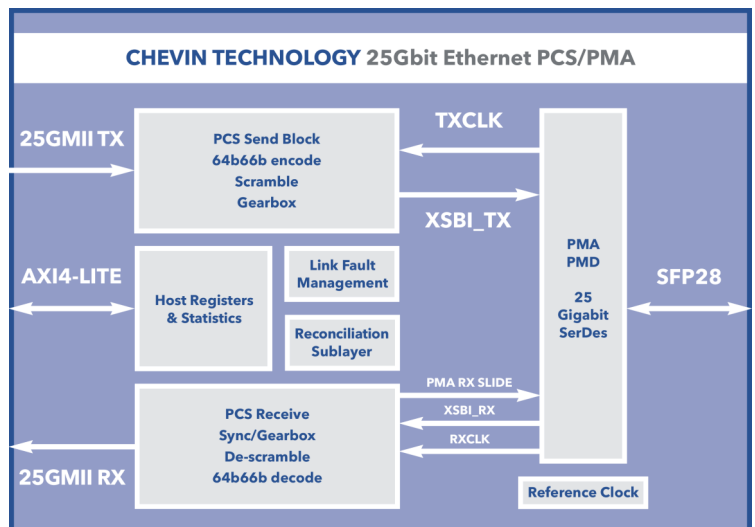 CHEVIN TECHNOLOGY 25Gbit Ethernet PCS/PMA
25GMII TX
PCS Send Block
64b66b encode
Scramble
Gearbox
TXCLK
XSBI_TX
AXI4-LITE
Host Registers
& Statistics
Link Fault
Management
Reconciliation
Sublayer
PMA
PMD
25
Gigabit
SerDes
SFP28
PCS Receive
Sync/Gearbox
De-scramble
64b66b decode
PMA RX SLIDE
XSBI_RX
RXCLK
25GMII RX
Reference Clock